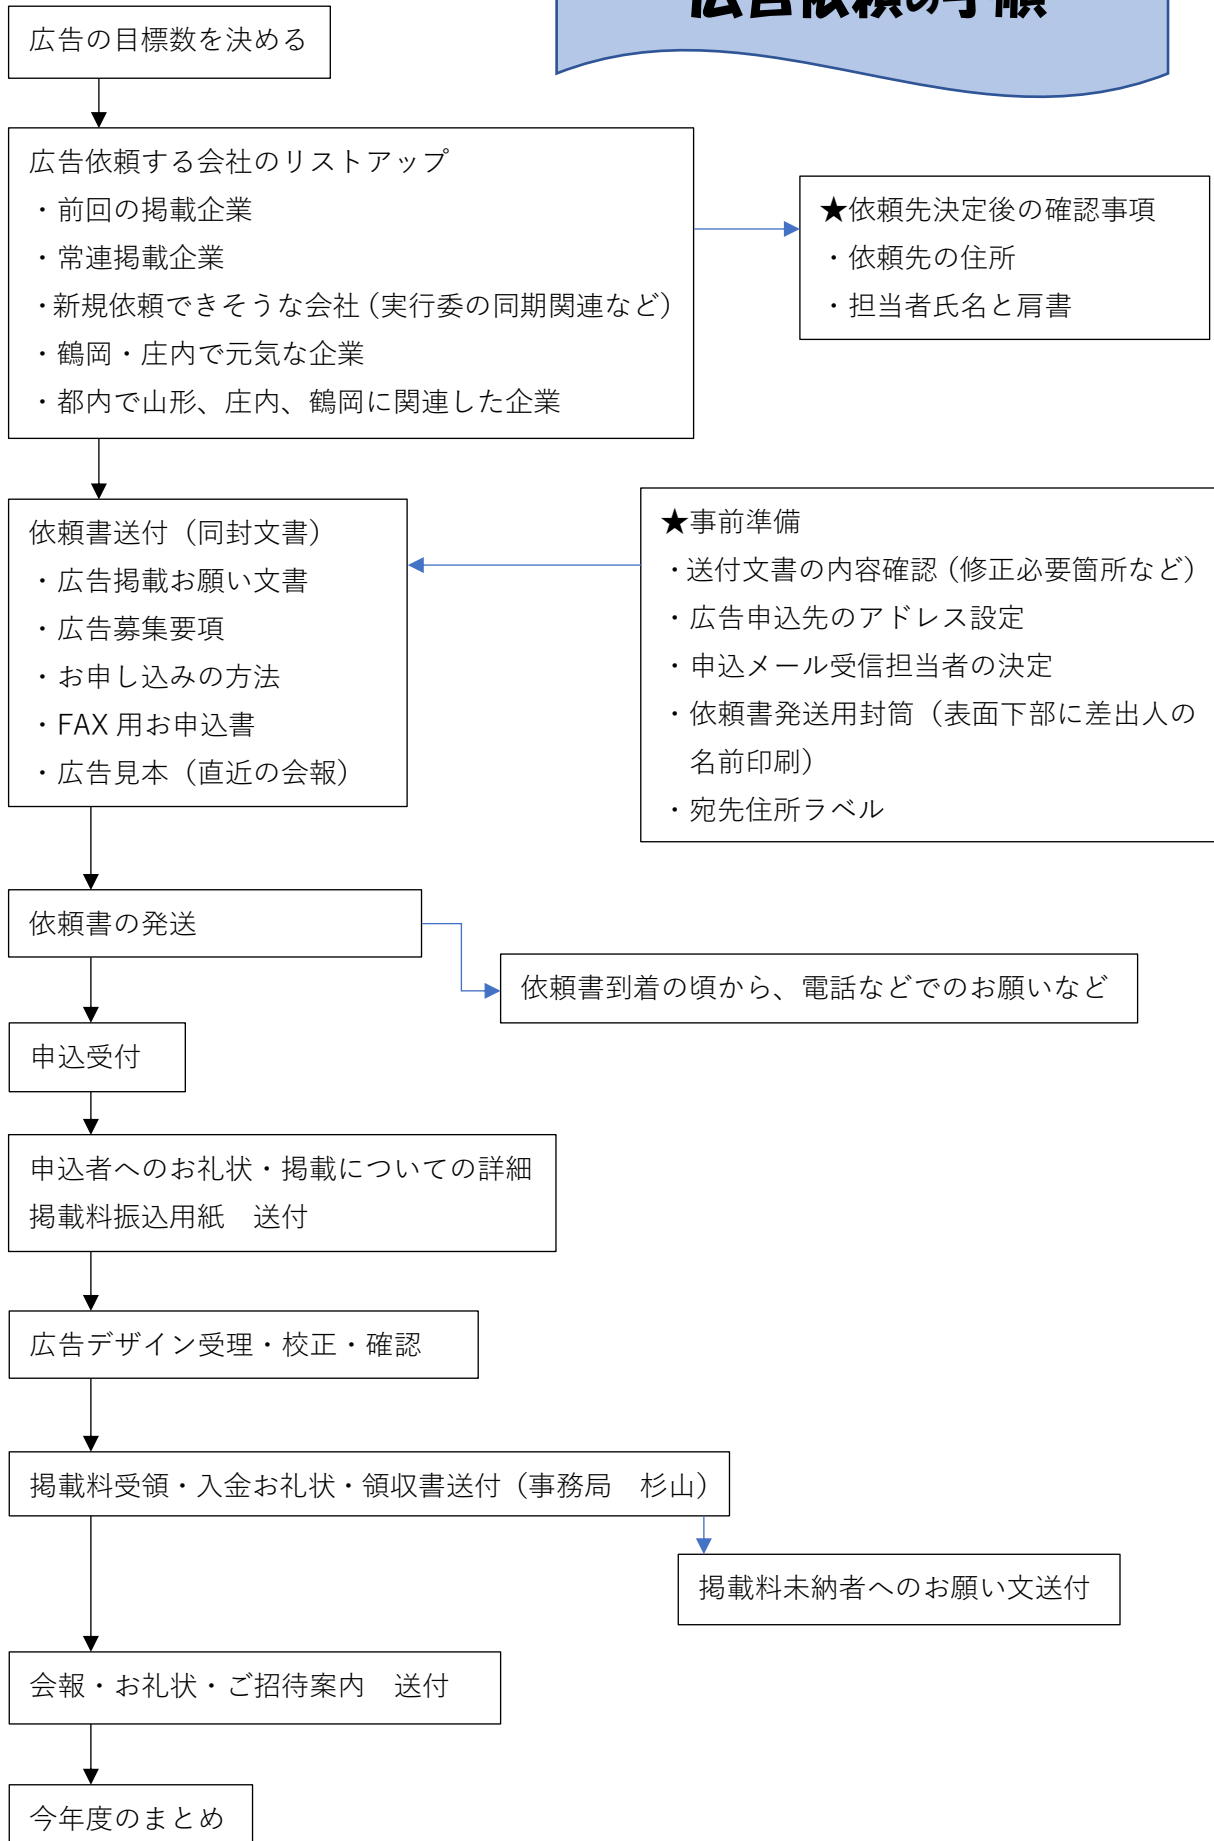 広告依頼の手順
広告の目標数を決める
広告依頼する会社のリストアップ
・前回の掲載企業
・常連掲載企業
・新規依頼できそうな会社（実行委の同期関連など）
・鶴岡・庄内で元気な企業
・都内で山形、庄内、鶴岡に関連した企業
★依頼先決定後の確認事項
・依頼先の住所
・担当者氏名と肩書
依頼書送付（同封文書）
・広告掲載お願い文書
・広告募集要項
・お申し込みの方法
・FAX 用お申込書
・広告見本（直近の会報）
★事前準備
・送付文書の内容確認（修正必要箇所など）
・広告申込先のアドレス設定
・申込メール受信担当者の決定
・依頼書発送用封筒（表面下部に差出人の
名前印刷）
・宛先住所ラベル
依頼書の発送
依頼書到着の頃から、電話などでのお願いなど
申込受付
申込者へのお礼状・掲載についての詳細
掲載料振込用紙　送付
広告デザイン受理・校正・確認
掲載料受領・入金お礼状・領収書送付（事務局　杉山）
掲載料未納者へのお願い文送付
会報・お礼状・ご招待案内　送付
今年度のまとめ